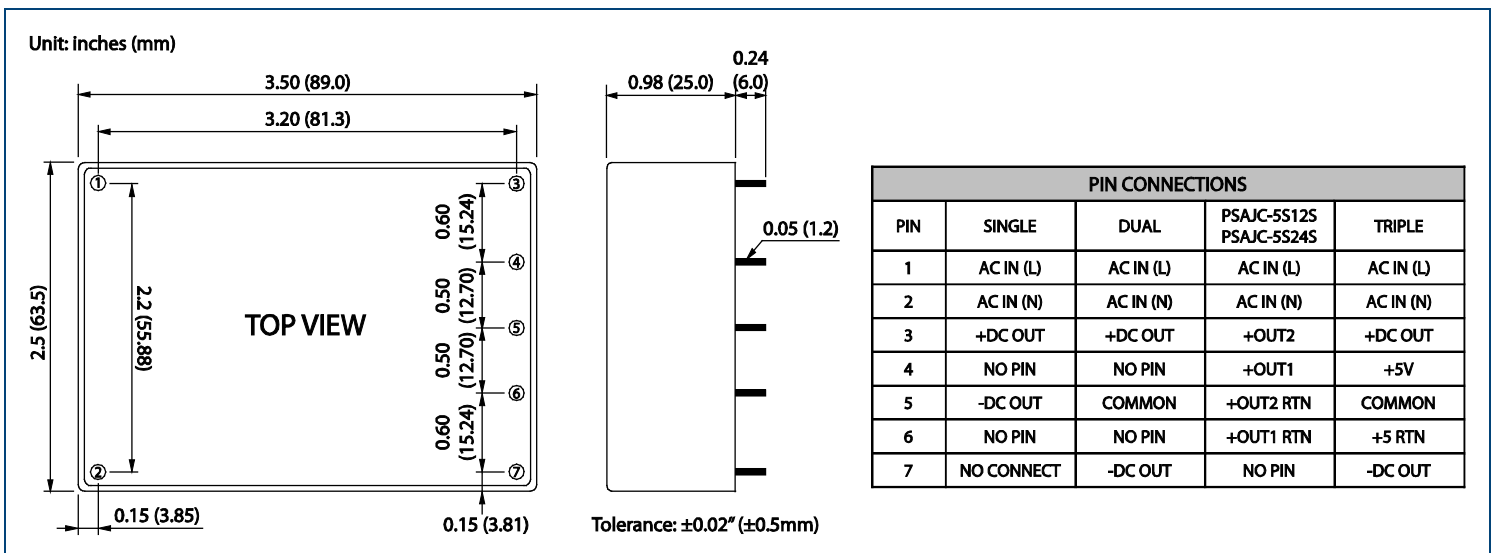 Unit: inches (mm)
3.50 (89.0)
3.20 (81.3)
0.98 (25.0)
0.24
(6.0)
1
3
0.60
(15.24)
0.05 (1.2)
4
2.5 (63.5)
2.2 (55.88)
TOP VIEW
0.50
(12.70)
5
0.50
(12.70)
6
0.60
(15.24)
2
7
0.15 (3.85)
0.15 (3.81)
Tolerance: ±0.02″ (±0.5mm)
PIN CONNECTIONS
PIN SINGLE DUAL PSAJC-5S12S PSAJC-5S24S TRIPLE
1 AC IN (L) AC IN (L) AC IN (L) AC IN (L)
2 AC IN (N) AC IN (N) AC IN (N) AC IN (N)
3 +DC OUT +DC OUT +OUT2 +DC OUT
4 NO PIN NO PIN +OUT1 +5V
5 -DC OUT COMMON +OUT2 RTN COMMON
6 NO PIN NO PIN +OUT1 RTN +5 RTN
7 NO CONNECT -DC OUT NO PIN -DC OUT